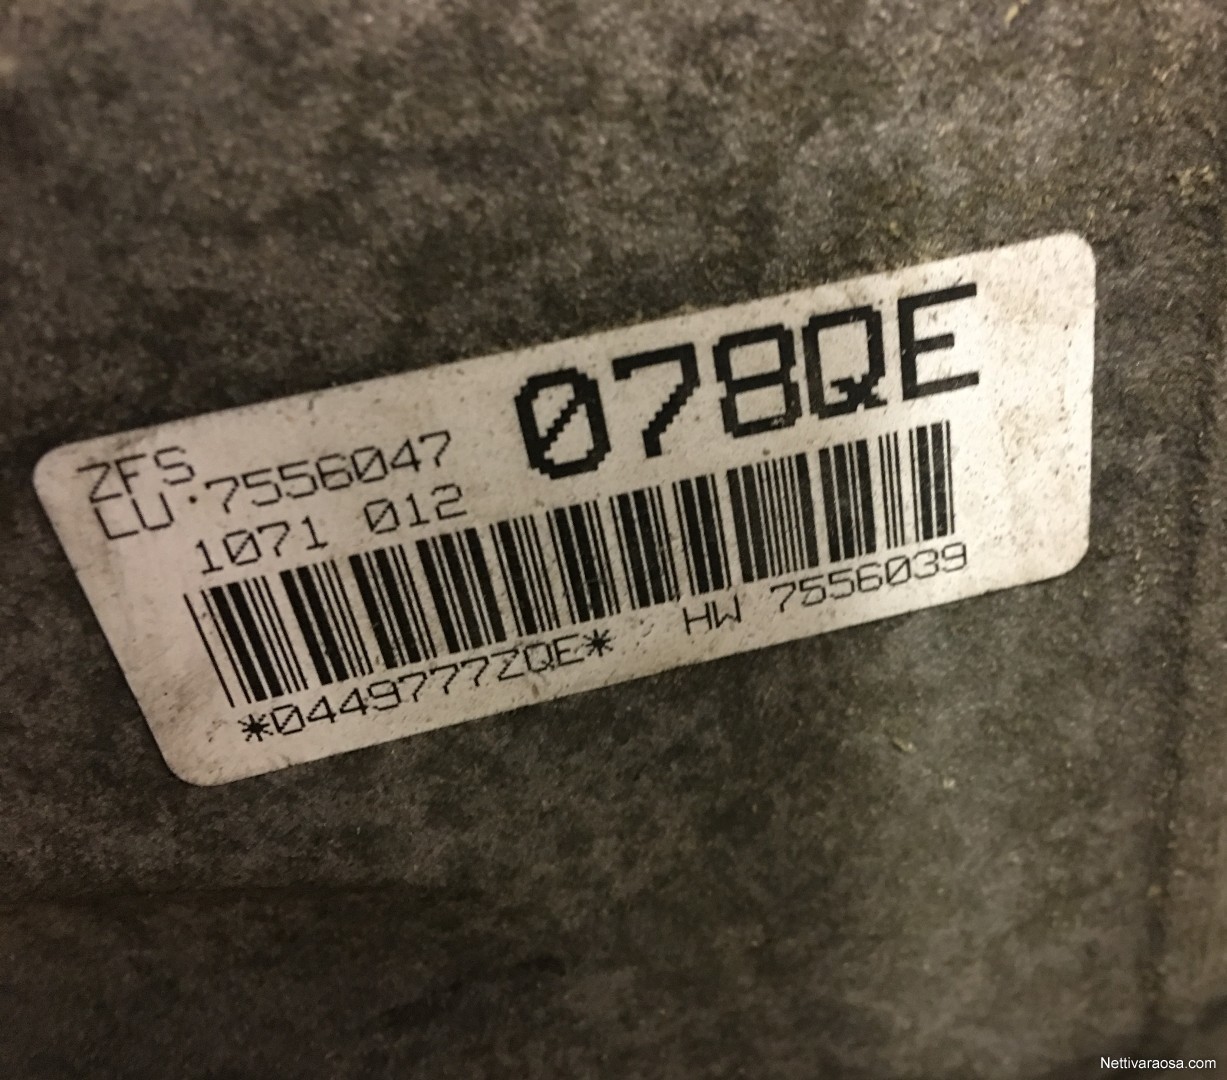 ZFS
078QE
LU·7556047
1071 012
*0449777ZQE* HW 7556039
Nettivaraosa.com